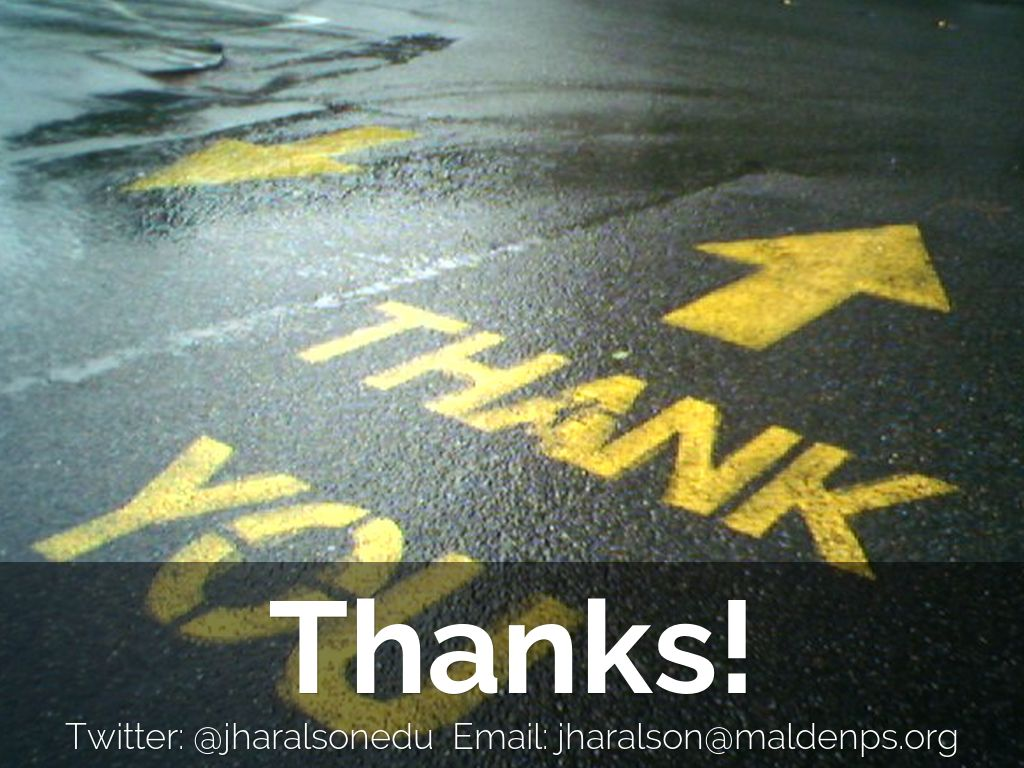 THANK
YOU
Thanks!
Twitter: @jharalsonedu Email: jharalson@maldenps.org